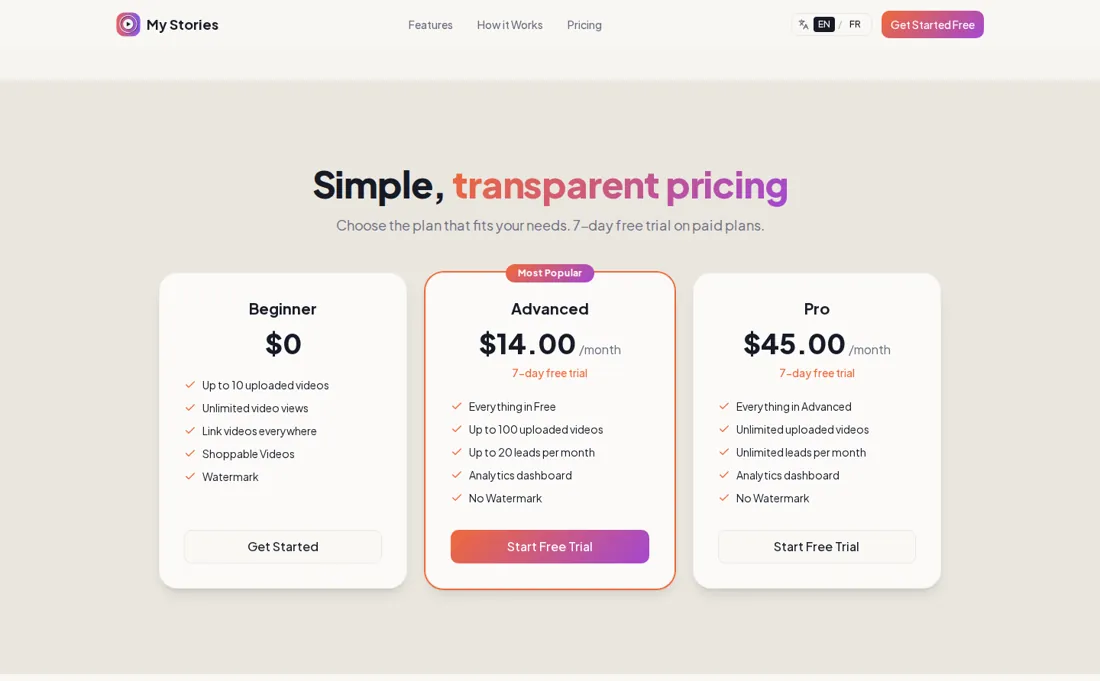 My Stories
Features
How it Works
Pricing
EN / FR
Get Started Free
Simple, transparent pricing
Choose the plan that fits your needs. 7-day free trial on paid plans.
Beginner
$0
Up to 10 uploaded videos
Unlimited video views
Link videos everywhere
Shoppable Videos
Watermark
Get Started
Most Popular
Advanced
$14.00 /month
7-day free trial
Everything in Free
Up to 100 uploaded videos
Up to 20 leads per month
Analytics dashboard
No Watermark
Start Free Trial
Pro
$45.00 /month
7-day free trial
Everything in Advanced
Unlimited uploaded videos
Unlimited leads per month
Analytics dashboard
No Watermark
Start Free Trial